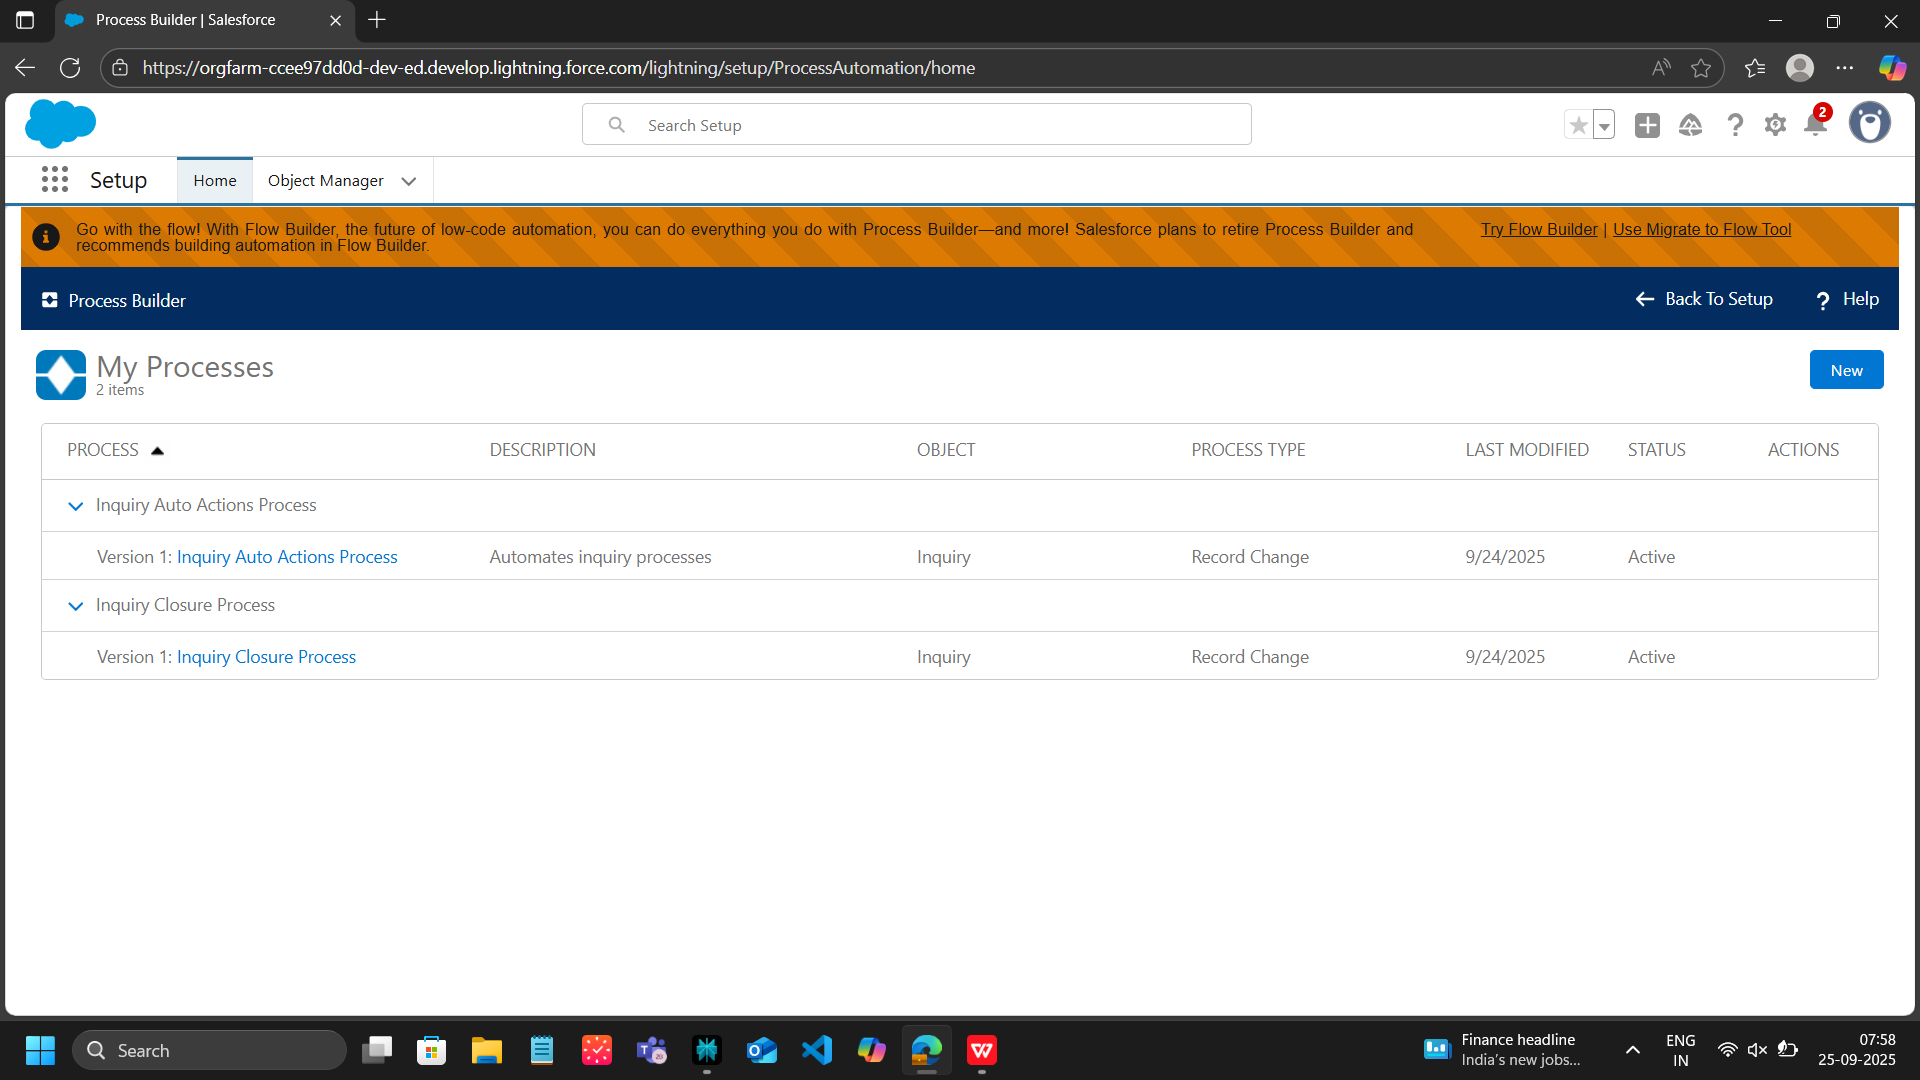 Process Builder | Salesforce
https://orgfarm-ccee97dd0d-dev-ed.develop.lightning.force.com/lightning/setup/ProcessAutomation/home
Search Setup
2
Setup
Home
Object Manager
Go with the flow! With Flow Builder, the future of low-code automation, you can do everything you do with Process Builder—and more! Salesforce plans to retire Process Builder and
recommends building automation in Flow Builder.
Try Flow Builder | Use Migrate to Flow Tool
Process Builder
Back To Setup
? Help
My Processes
2 items
New
PROCESS DESCRIPTION OBJECT PROCESS TYPE LAST MODIFIED STATUS ACTIONS
Inquiry Auto Actions Process
Version 1: Inquiry Auto Actions Process Automates inquiry processes Inquiry Record Change 9/24/2025 Active
Inquiry Closure Process
Version 1: Inquiry Closure Process Inquiry Record Change 9/24/2025 Active
Search
Finance headline
India's new jobs...
ENG
IN
07:58
25-09-2025